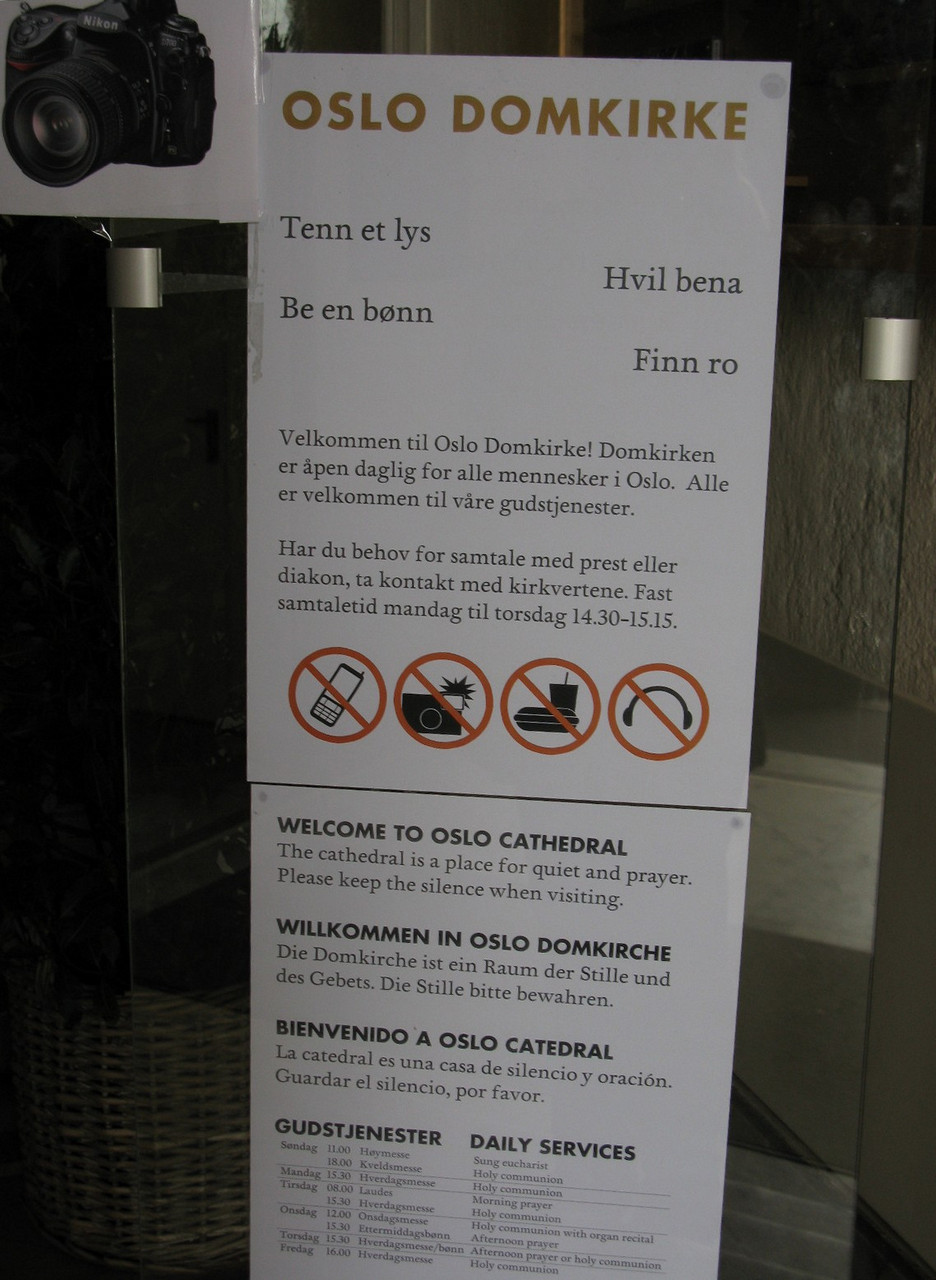 Nikon
OSLO DOMKIRKE
Tenn et lys
Hvil bena
Be en bønn
Finn ro
Velkommen til Oslo Domkirke! Domkirken
er åpen daglig for alle mennesker i Oslo. Alle
er velkommen til våre gudstjenester.
Har du behov for samtale med prest eller
diakon, ta kontakt med kirkvertene. Fast
samtaletid mandag til torsdag 14.30–15.15.
WELCOME TO OSLO CATHEDRAL
The cathedral is a place for quiet and prayer.
Please keep the silence when visiting.
WILLKOMMEN IN OSLO DOMKIRCHE
Die Domkirche ist ein Raum der Stille und
des Gebets. Die Stille bitte bewahren.
BIENVENIDO A OSLO CATEDRAL
La catedral es una casa de silencio y oración.
Guardar el silencio, por favor.
GUDSTJENESTER DAILY SERVICES
Søndag 11.00 Høymesse Sung eucharist
18.00 Kveldsmesse Holy communion
Mandag 15.30 Hverdagsmesse Holy communion
Tirsdag 08.00 Laudes Morning prayer
15.30 Hverdagsmesse Holy communion
Onsdag 12.00 Onsdagsmesse Holy communion with organ recital
15.30 Ettermiddagsbønn Afternoon prayer
Torsdag 15.30 Hverdagsmesse/bønn Afternoon prayer or holy communion
Fredag 16.00 Hverdagsmesse Holy communion